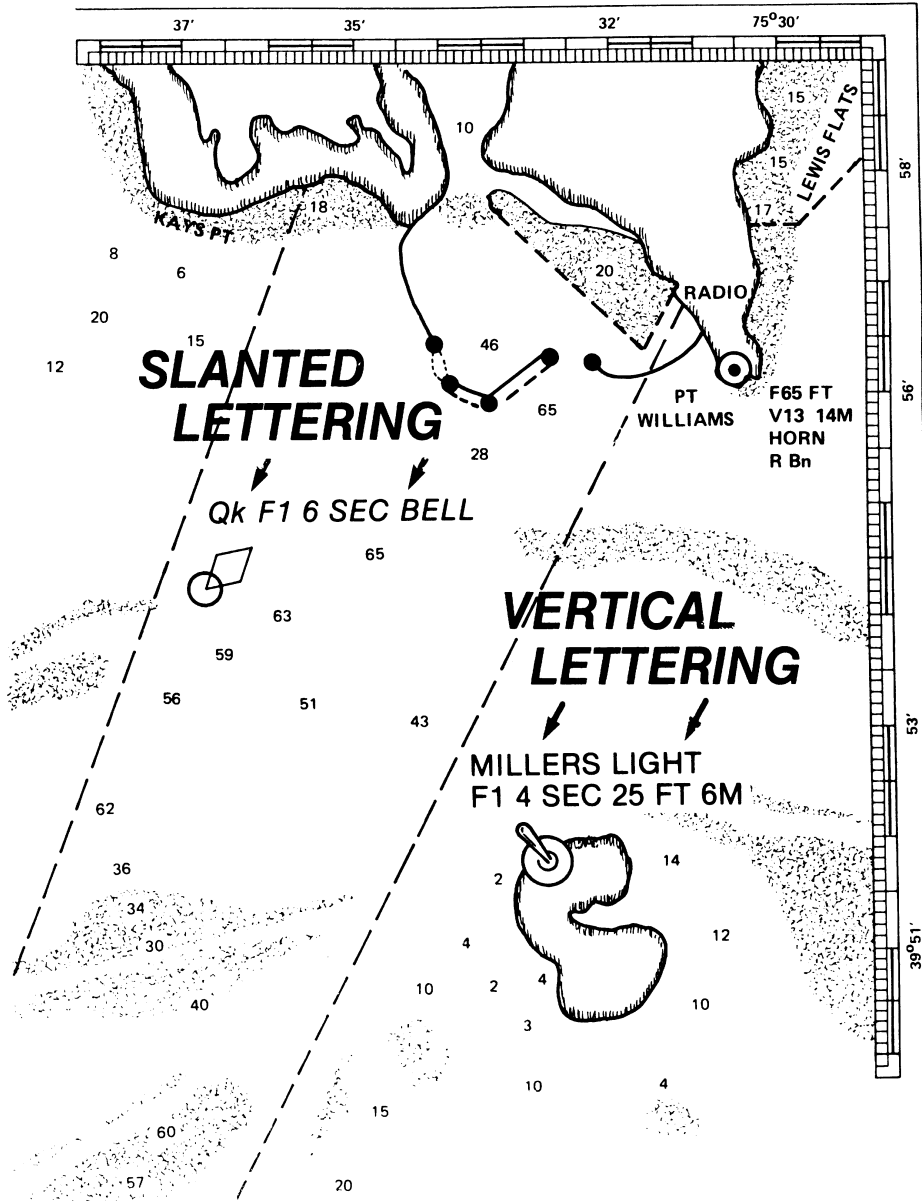 37' 35' 32' 75°30'
15
10
58'
15
LEWIS FLATS
18
17
KAYS PT.
8
6
20
RADIO
20
15
46
12
SLANTED
56'
F65 FT
PT
65
V13 14M
LETTERING
WILLIAMS
HORN
28
R Bn
Qk F1 6 SEC BELL
65
VERTICAL
63
59
LETTERING
56
51
43
53'
MILLERS LIGHT
F1 4 SEC 25 FT 6M
62
14
36
2
34
12
30
4
39°51'
4
2
10
40
10
3
10
4
15
60
57
20